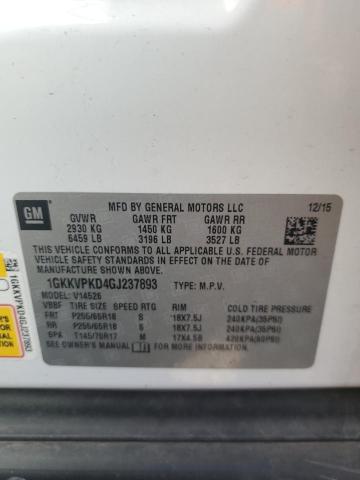 GM
MFD BY GENERAL MOTORS LLC 12/15
GVWR GAWR FRT GAWR RR
2930 KG 1450 KG 1600 KG
6459 LB 3196 LB 3527 LB
THIS VEHICLE CONFORMS TO ALL APPLICABLE U.S. FEDERAL MOTOR
VEHICLE SAFETY STANDARDS IN EFFECT ON THE DATE OF
MANUFACTURE SHOWN ABOVE.
1GKKVPKD4GJ237893 TYPE: M.P.V.
MODEL: V14526
VBBF TIRE SIZE SPEED RTG RIM COLD TIRE PRESSURE
FRT P255/65R18 S 18X7.5J 240KPA(35PSI)
RR P255/65R18 S 18X7.5J 240KPA(35PSI)
SPA T145/70R17 M 17X4.5B 420KPA(60PSI)
SEE OWNER'S MANUAL FOR ADDITIONAL INFORMATION
1GKKVPKD4GJ237893